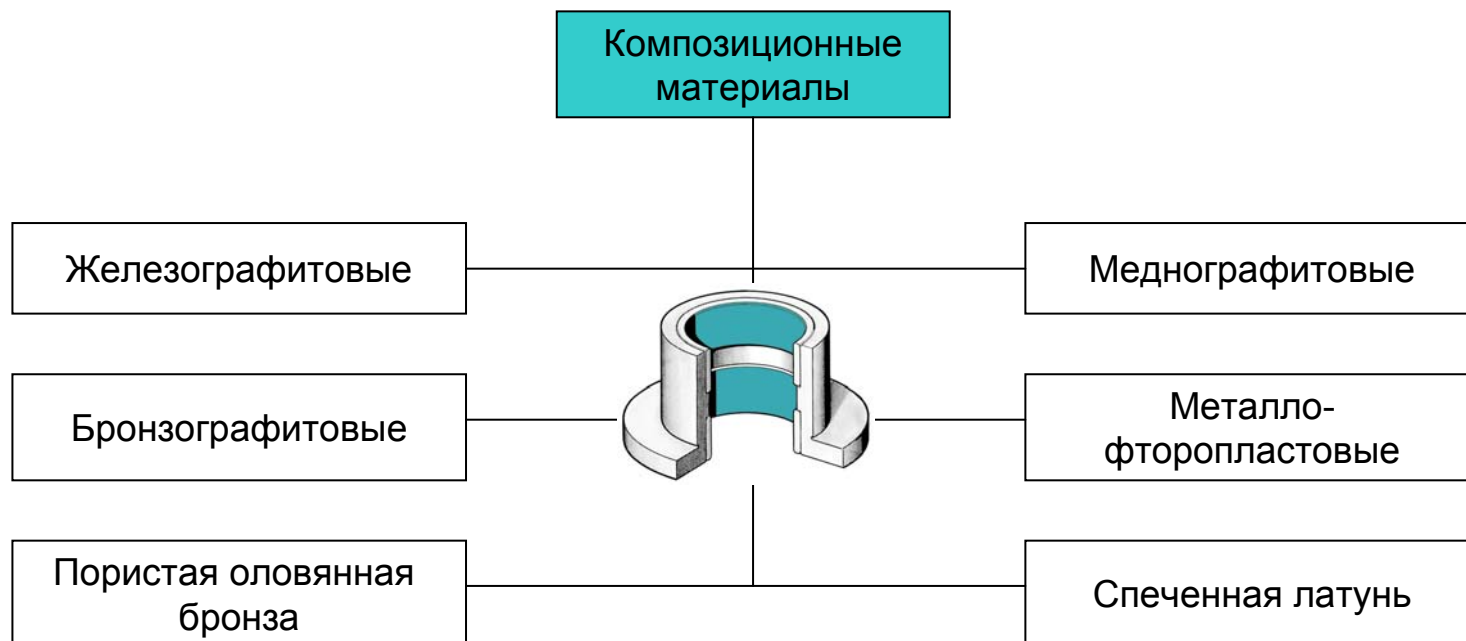 Композиционные
материалы
Железографитовые
Меднографитовые
Бронзографитовые
Металло-
фторопластовые
Пористая оловянная
бронза
Спеченная латунь